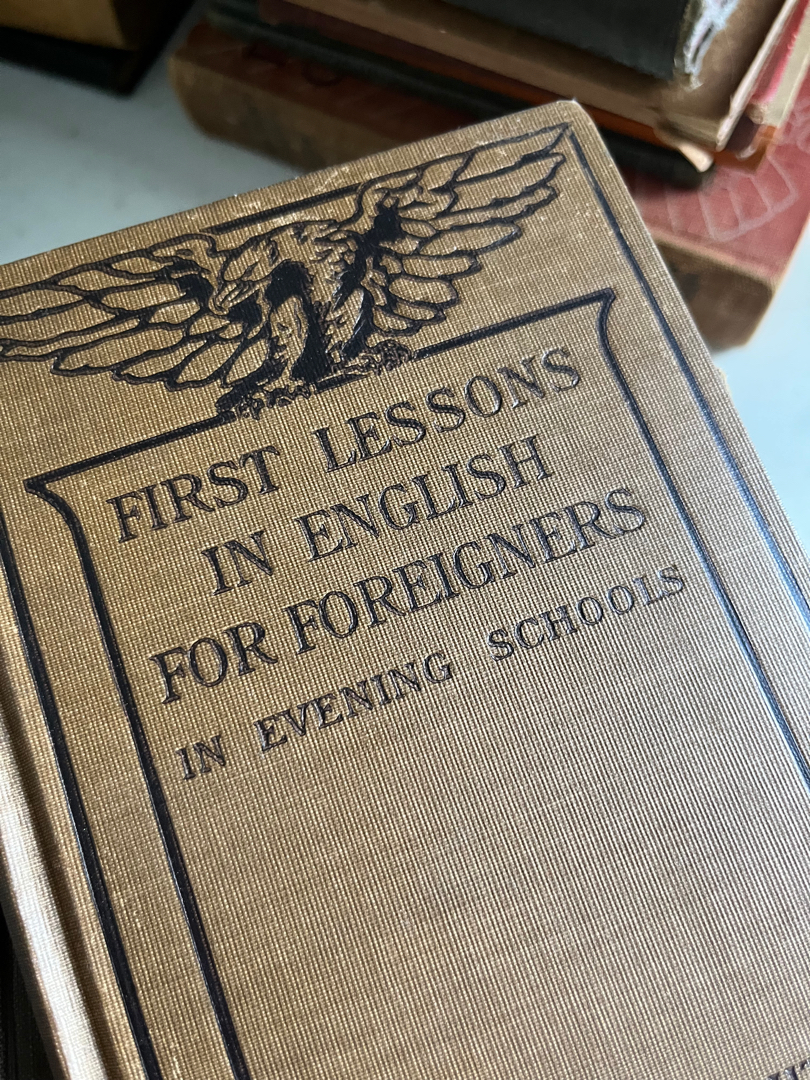 FIRST LESSONS
IN ENGLISH
FOR FOREIGNERS
IN EVENING SCHOOLS